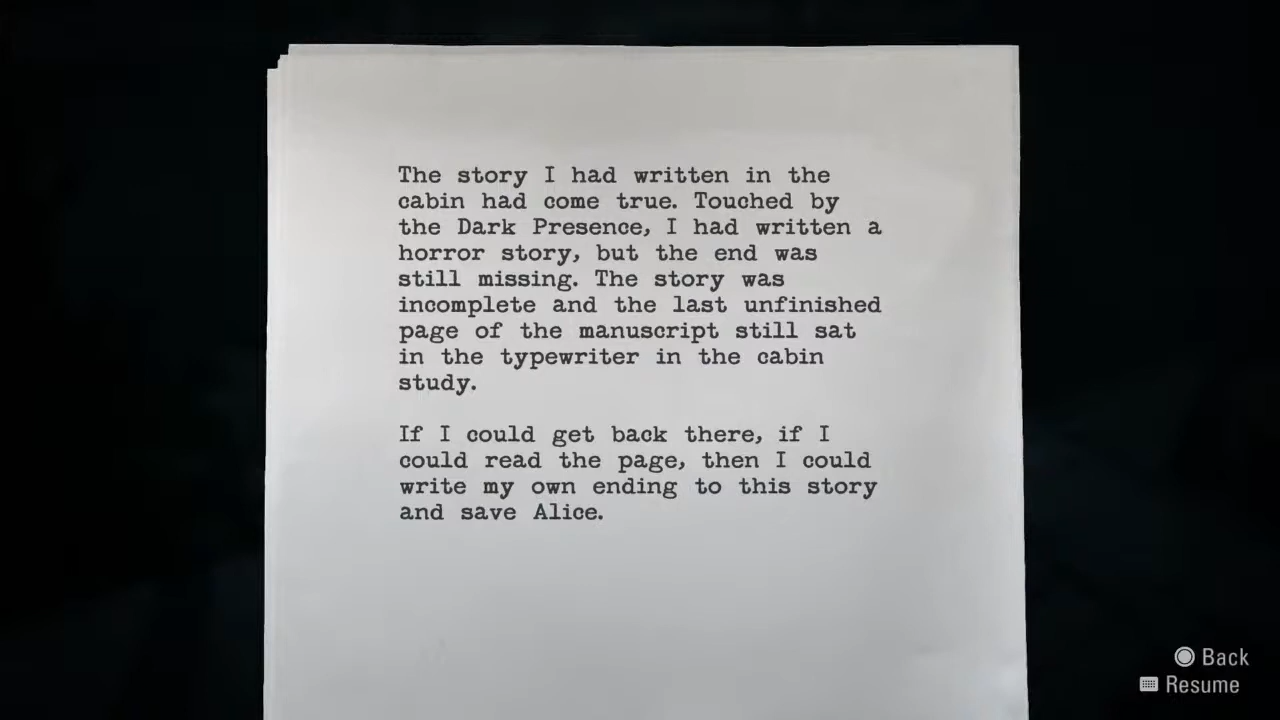 The story I had written in the
cabin had come true. Touched by
the Dark Presence, I had written a
horror story, but the end was
still missing. The story was
incomplete and the last unfinished
page of the manuscript still sat
in the typewriter in the cabin
study.
If I could get back there, if I
could read the page, then I could
write my own ending to this story
and save Alice.
Back
Resume